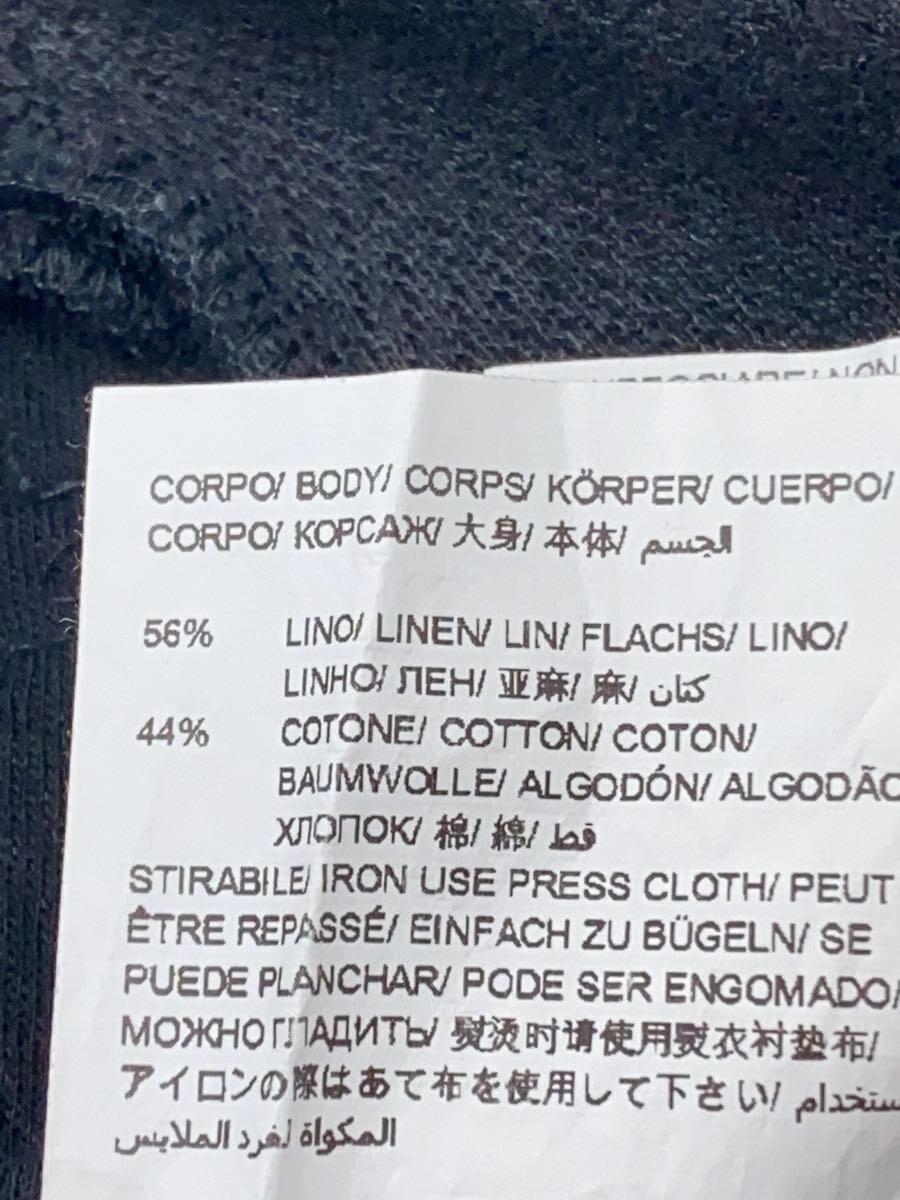 CORPO/ BODY/ CORPS/ KÖRPER/ CUERPO/
CORPO/ КОРСАЖ/ 大身/ 本体/ الجسم
56% LINO/ LINEN/ LIN/ FLACHS/ LINO/
LINHO/ ЛЕН/ 亚麻/ 麻/ كتان
44% COTONE/ COTTON/ COTON/
BAUMWOLLE/ ALGODÓN/ ALGODÃO
ХЛОПОК/ 棉/ 綿/ قط
STIRABILE/ IRON USE PRESS CLOTH/ PEUT
ÊTRE REPASSÉ/ EINFACH ZU BÜGELN/ SE
PUEDE PLANCHAR/ PODE SER ENGOMADO/
МОЖНО ГЛАДИТЬ/ 熨烫时请使用熨衣衬垫布/
アイロンの際はあて布を使用して下さい/
المكواة لفرد الملابس